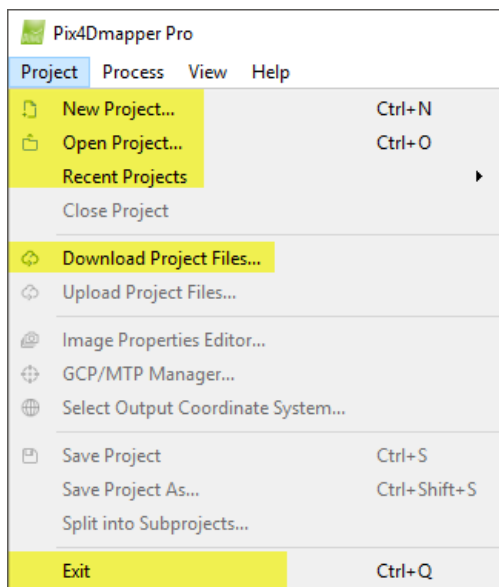 Pix4Dmapper Pro
Project Process View Help
New Project... Ctrl+N
Open Project... Ctrl+O
Recent Projects
Close Project
Download Project Files...
Upload Project Files...
Image Properties Editor...
GCP/MTP Manager...
Select Output Coordinate System...
Save Project Ctrl+S
Save Project As... Ctrl+Shift+S
Split into Subprojects...
Exit Ctrl+Q